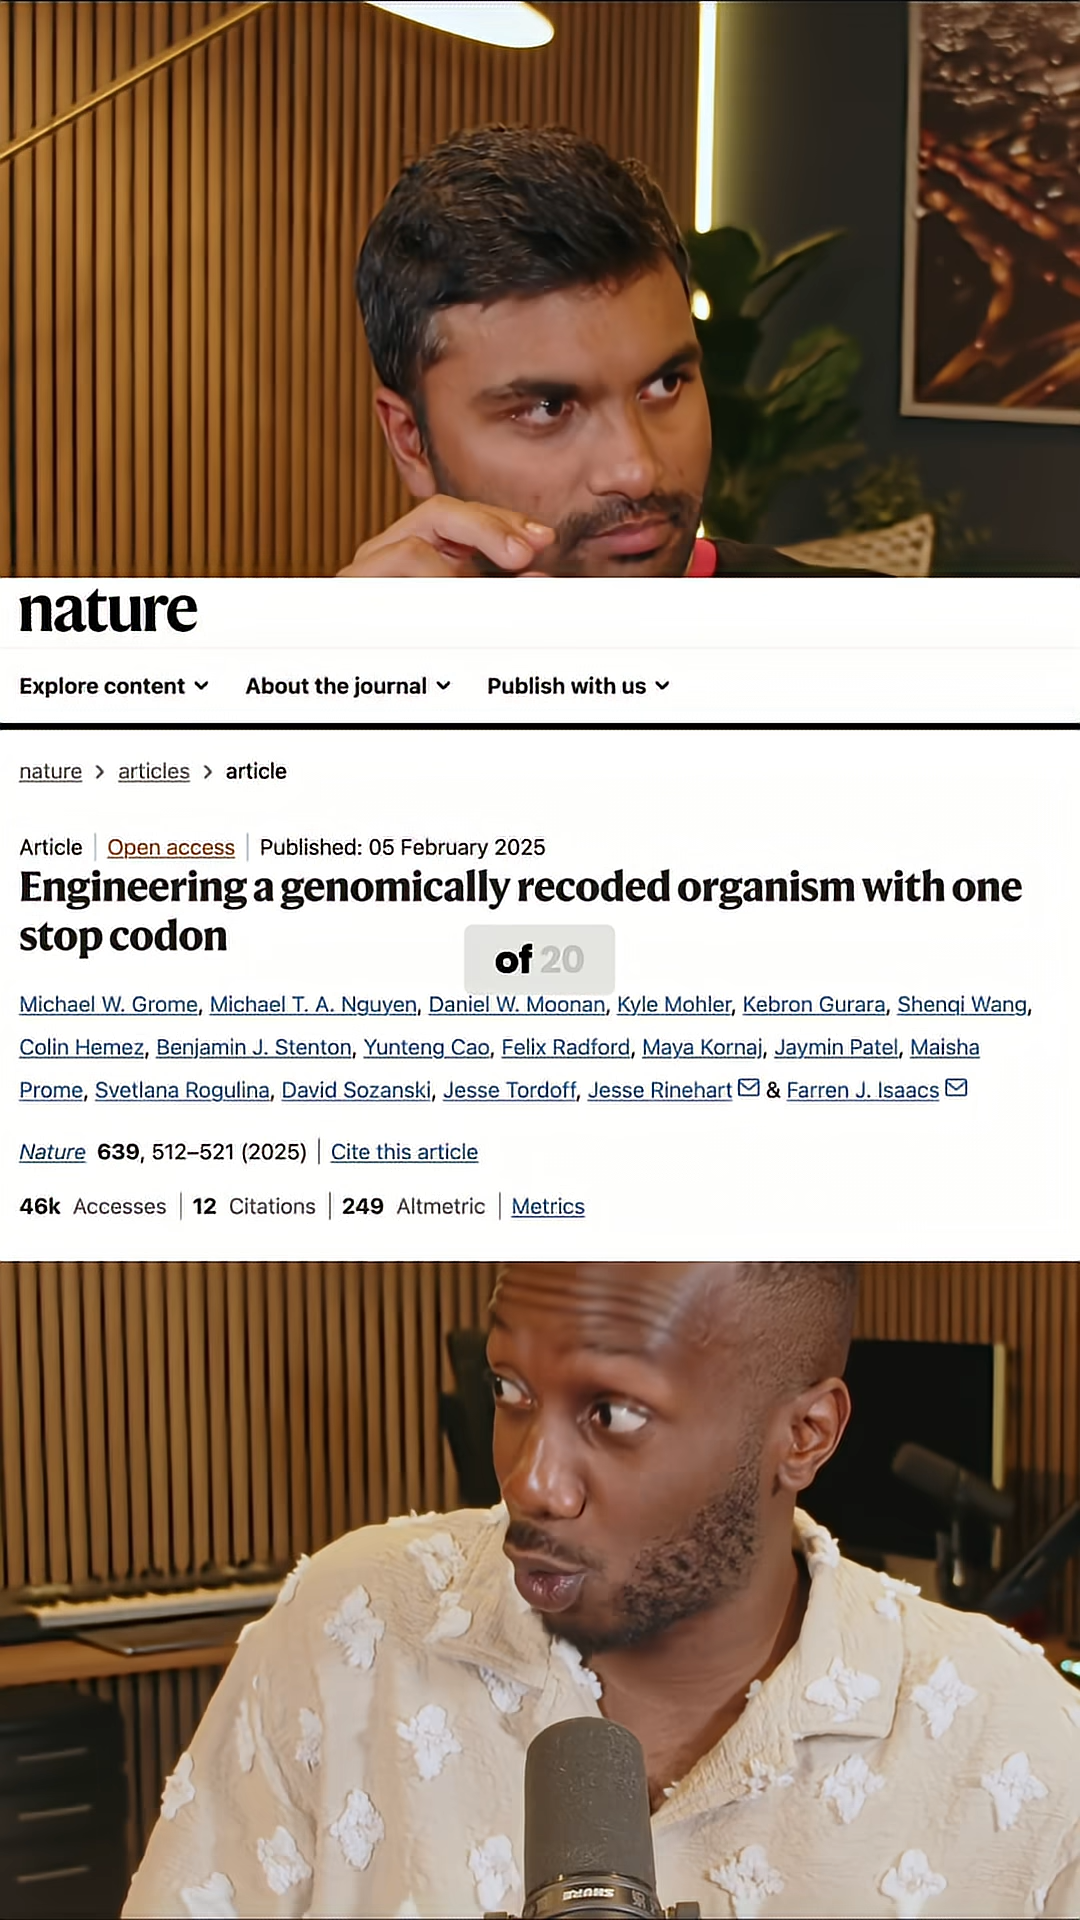 nature
Explore content About the journal Publish with us
nature > articles > article
Article | Open access | Published: 05 February 2025
Engineering a genomically recoded organism with one
stop codon
of 20
Michael W. Grome, Michael T. A. Nguyen, Daniel W. Moonan, Kyle Mohler, Kebron Gurara, Shenqi Wang,
Colin Hemez, Benjamin J. Stenton, Yunteng Cao, Felix Radford, Maya Kornaj, Jaymin Patel, Maisha
Prome, Svetlana Rogulina, David Sozanski, Jesse Tordoff, Jesse Rinehart & Farren J. Isaacs
Nature 639, 512–521 (2025) | Cite this article
46k Accesses | 12 Citations | 249 Altmetric | Metrics
SHURE